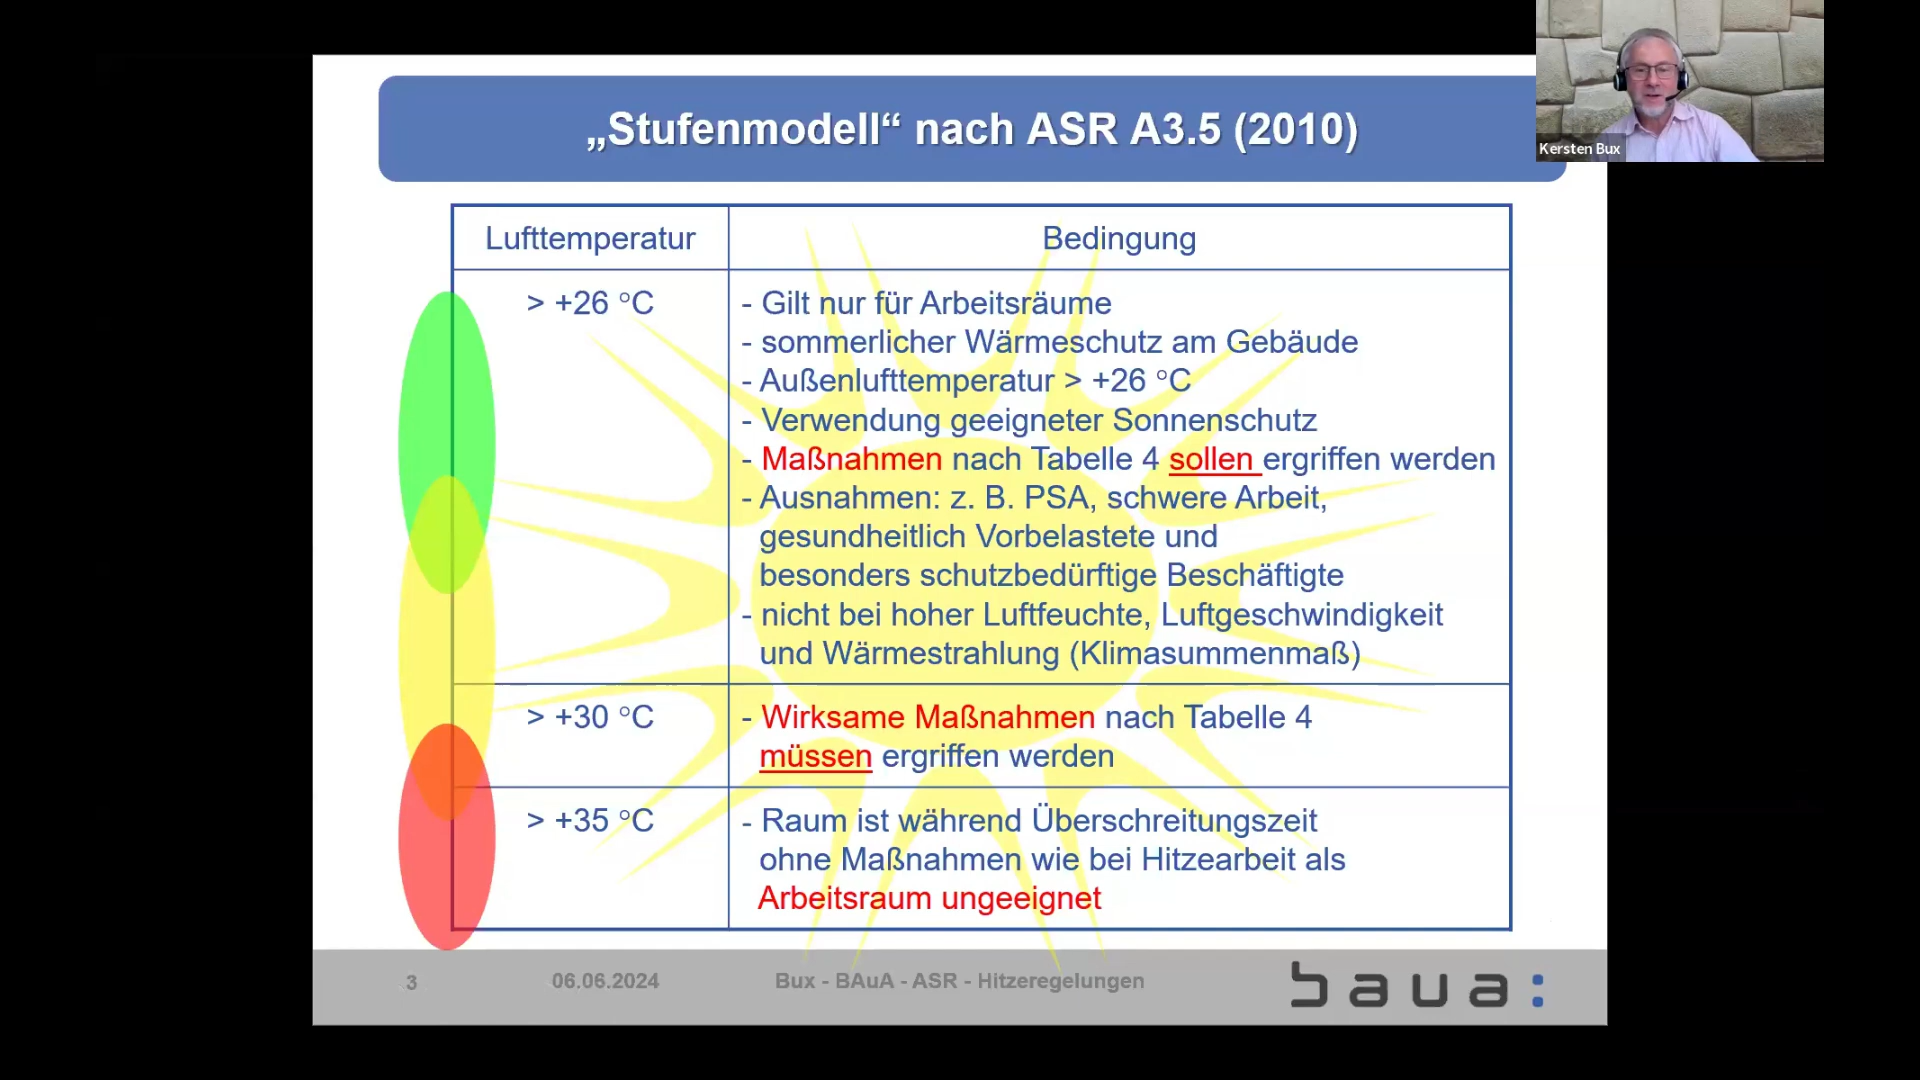 „Stufenmodell“ nach ASR A3.5 (2010)
Kersten Bux
Lufttemperatur
Bedingung
> +26 °C
- Gilt nur für Arbeitsräume
- sommerlicher Wärmeschutz am Gebäude
- Außenlufttemperatur > +26 °C
- Verwendung geeigneter Sonnenschutz
- Maßnahmen nach Tabelle 4 sollen ergriffen werden
- Ausnahmen: z. B. PSA, schwere Arbeit,
gesundheitlich Vorbelastete und
besonders schutzbedürftige Beschäftigte
- nicht bei hoher Luftfeuchte, Luftgeschwindigkeit
und Wärmestrahlung (Klimasummenmaß)
> +30 °C
- Wirksame Maßnahmen nach Tabelle 4
müssen ergriffen werden
> +35 °C
- Raum ist während Überschreitungszeit
ohne Maßnahmen wie bei Hitzearbeit als
Arbeitsraum ungeeignet
3
06.06.2024
Bux - BAuA - ASR - Hitzeregelungen
baua: